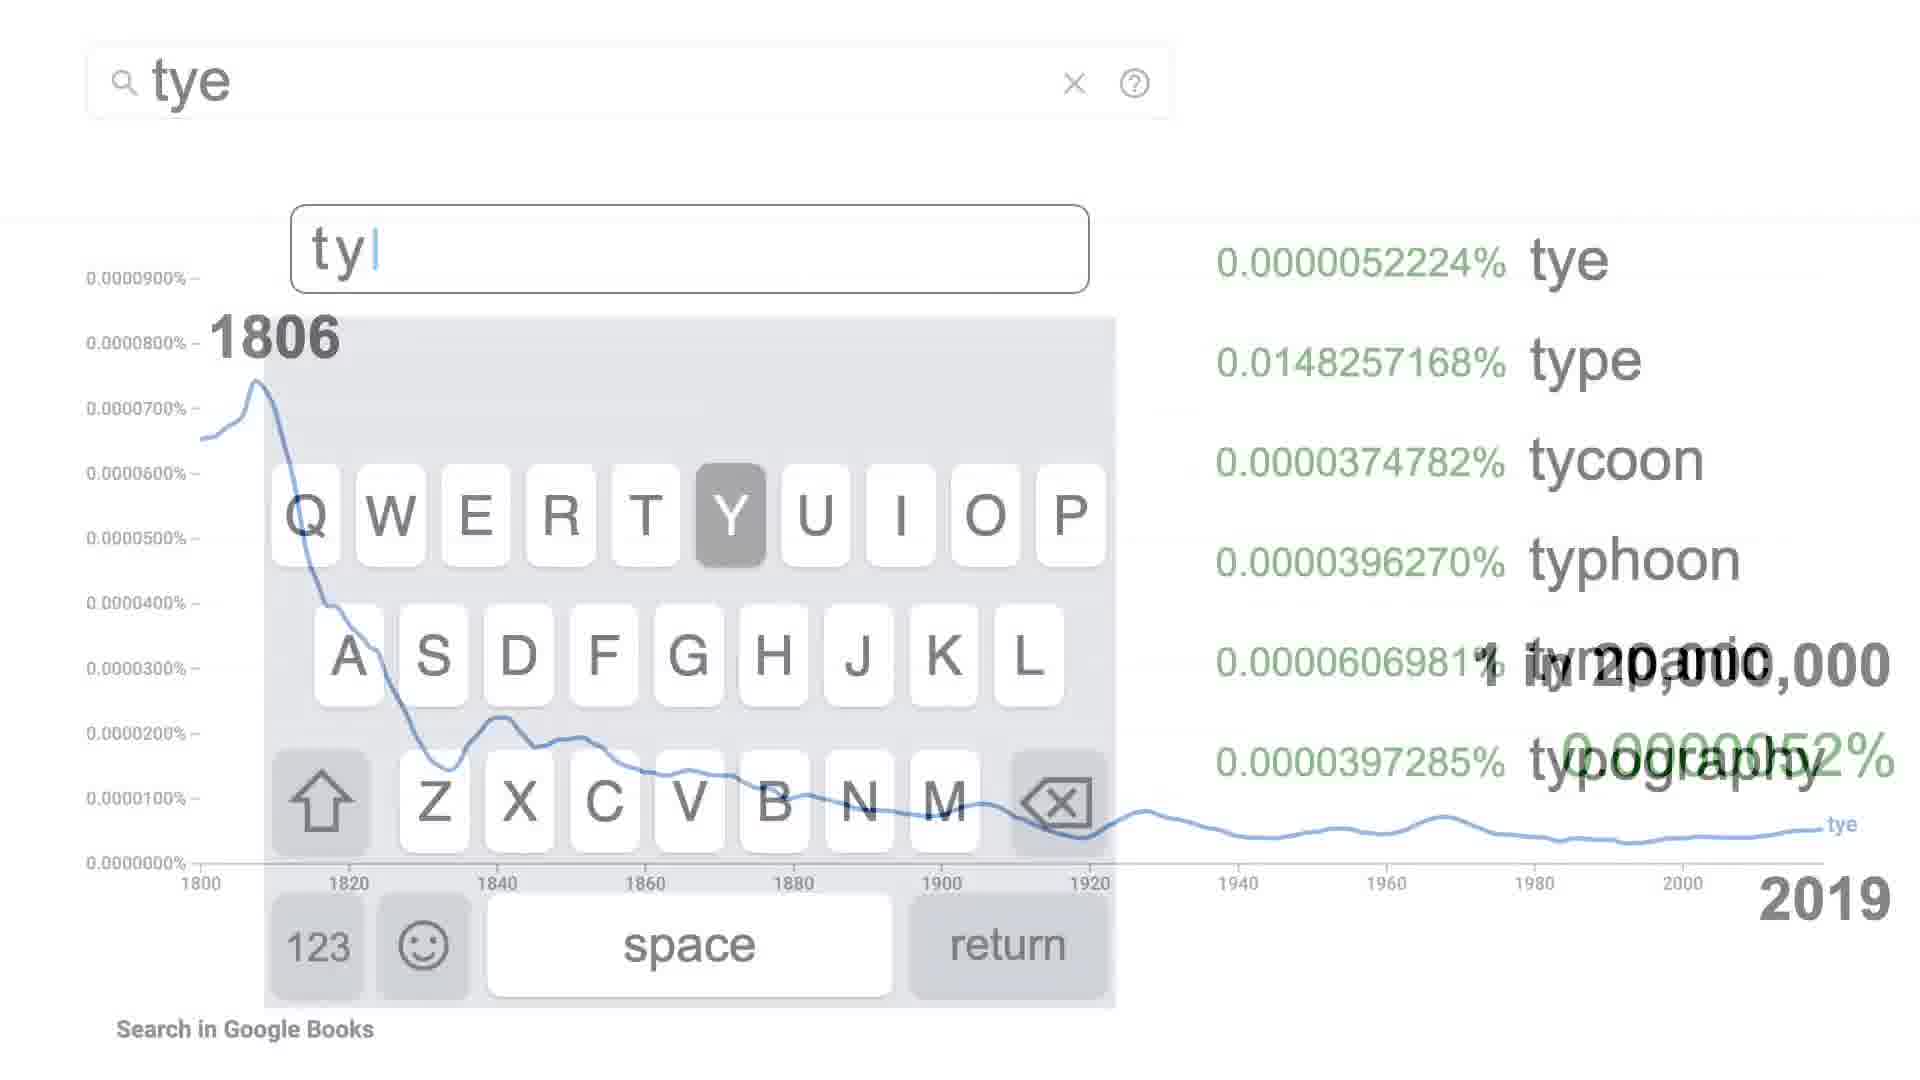 tye
ty
0.0000052224% tye
0.0148257168% type
0.0000374782% tycoon
0.0000396270% typhoon
0.0000606981% tympanic
1 in 20,000,000
0.0000397285% typography
0.0000052%
0.0000900%
0.0000800%
0.0000700%
0.0000600%
0.0000500%
0.0000400%
0.0000300%
0.0000200%
0.0000100%
0.0000000%
1806
Q W E R T Y U I O P
A S D F G H J K L
Z X C V B N M
tye
1800 1820 1840 1860 1880 1900 1920 1940 1960 1980 2000
2019
123 space return
Search in Google Books